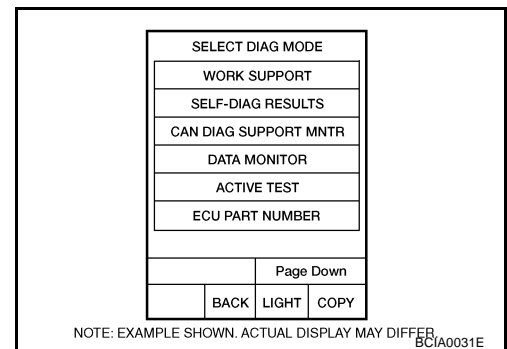 SELECT DIAG MODE
WORK SUPPORT
SELF-DIAG RESULTS
CAN DIAG SUPPORT MNTR
DATA MONITOR
ACTIVE TEST
ECU PART NUMBER
Page Down
BACK LIGHT COPY
NOTE: EXAMPLE SHOWN. ACTUAL DISPLAY MAY DIFFER.
BCIA0031E